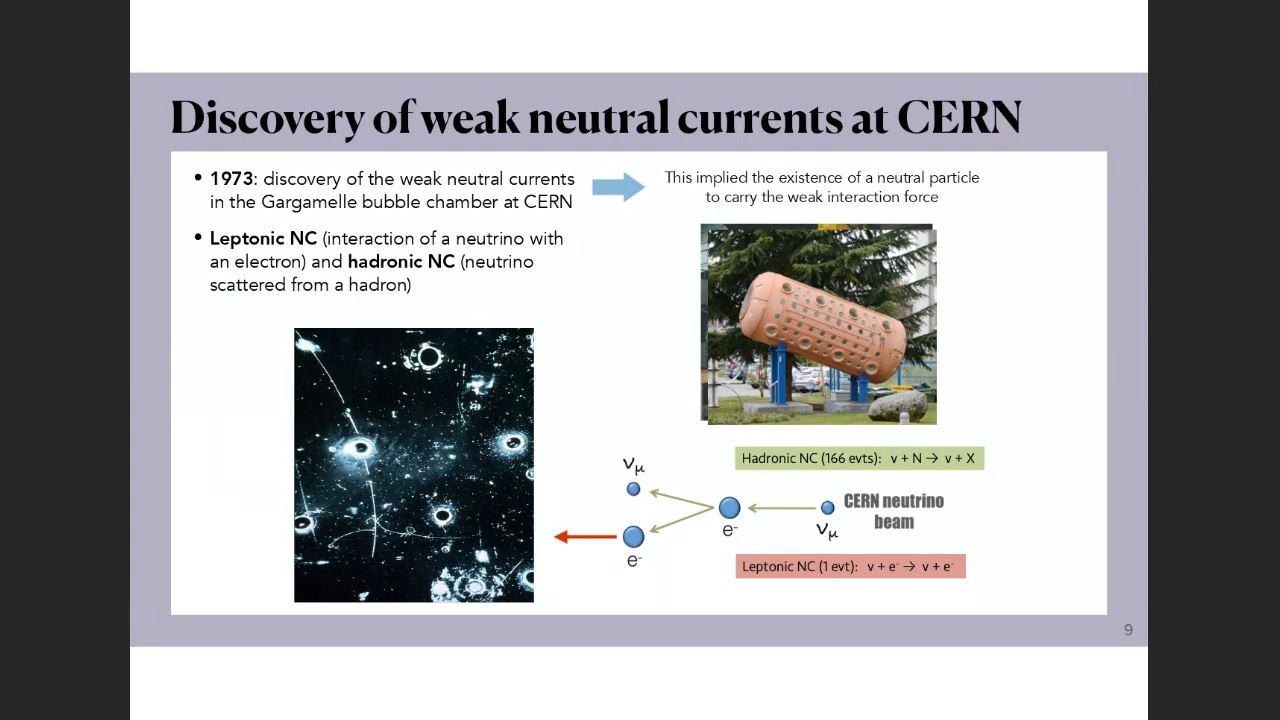 Discovery of weak neutral currents at CERN
• 1973: discovery of the weak neutral currents
in the Gargamelle bubble chamber at CERN
This implied the existence of a neutral particle
to carry the weak interaction force
• Leptonic NC (interaction of a neutrino with
an electron) and hadronic NC (neutrino
scattered from a hadron)
Hadronic NC (166 evts): ν + N → ν + X
νμ
e⁻
e⁻
νμ
CERN neutrino
beam
Leptonic NC (1 evt): ν + e⁻ → ν + e⁻
9